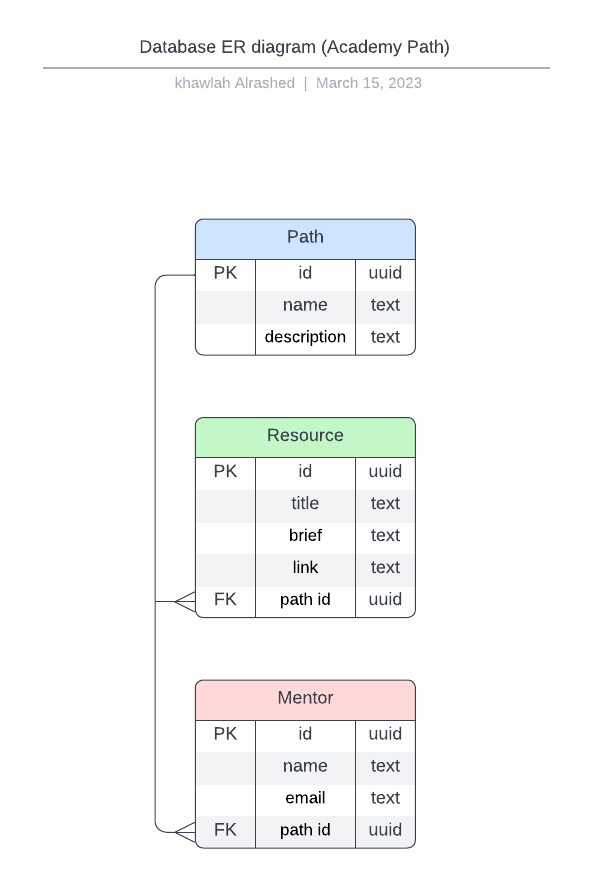 Database ER diagram (Academy Path)
khawlah Alrashed | March 15, 2023
Path
PK id uuid
name text
description text
Resource
PK id uuid
title text
brief text
link text
FK path id uuid
Mentor
PK id uuid
name text
email text
FK path id uuid